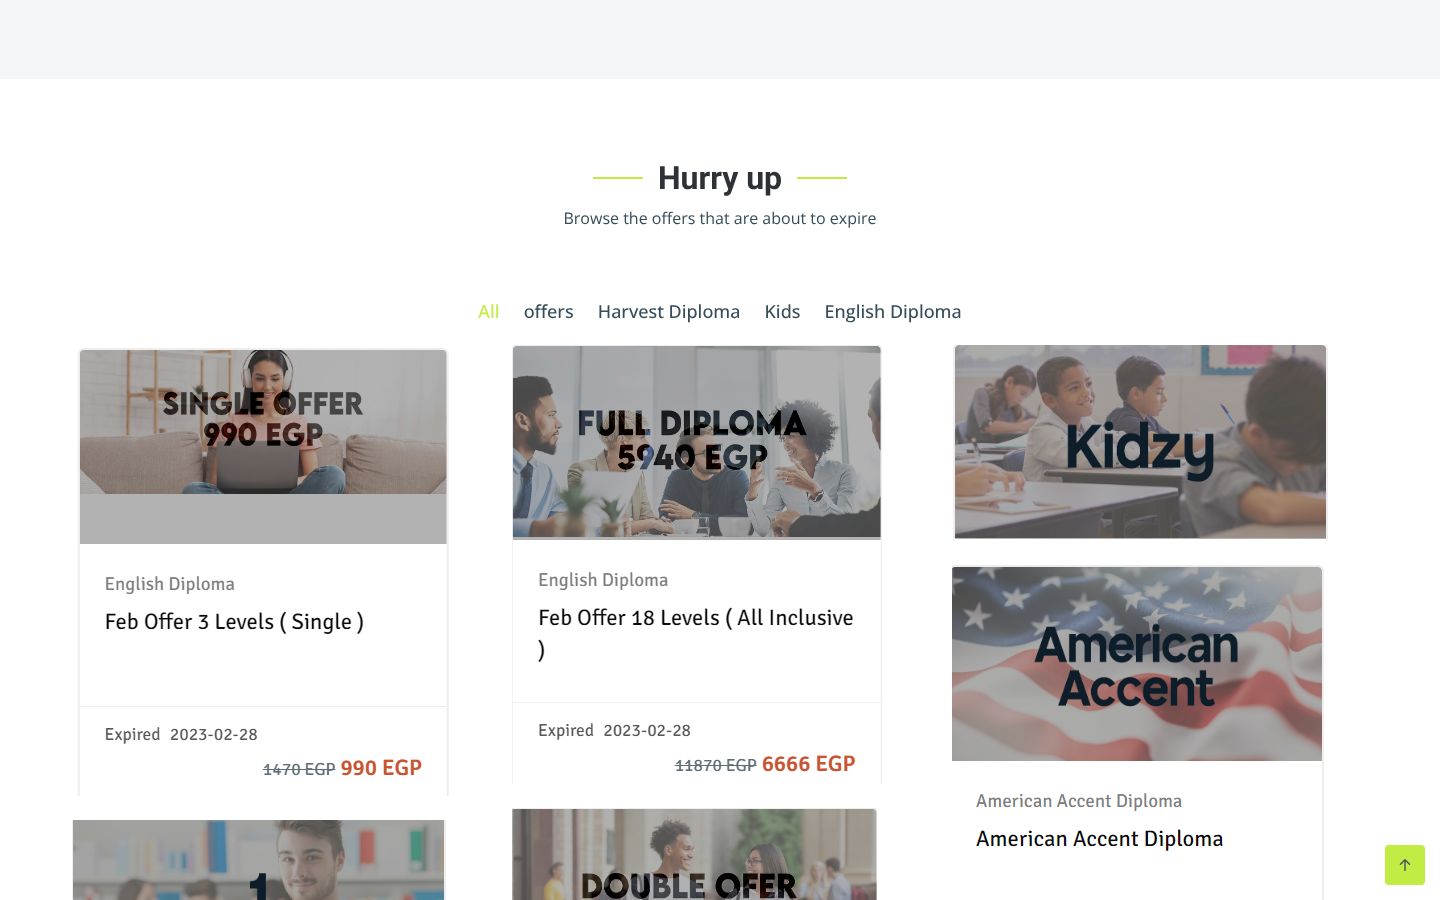 Hurry up
Browse the offers that are about to expire
All offers Harvest Diploma Kids English Diploma
SINGLE OFFER
990 EGP
English Diploma
Feb Offer 3 Levels ( Single )
Expired 2023-02-28
1470 EGP 990 EGP
1
FULL DIPLOMA
5940 EGP
English Diploma
Feb Offer 18 Levels ( All Inclusive
)
Expired 2023-02-28
11870 EGP 6666 EGP
DOUBLE OFER
Kidzy
American
Accent
American Accent Diploma
American Accent Diploma